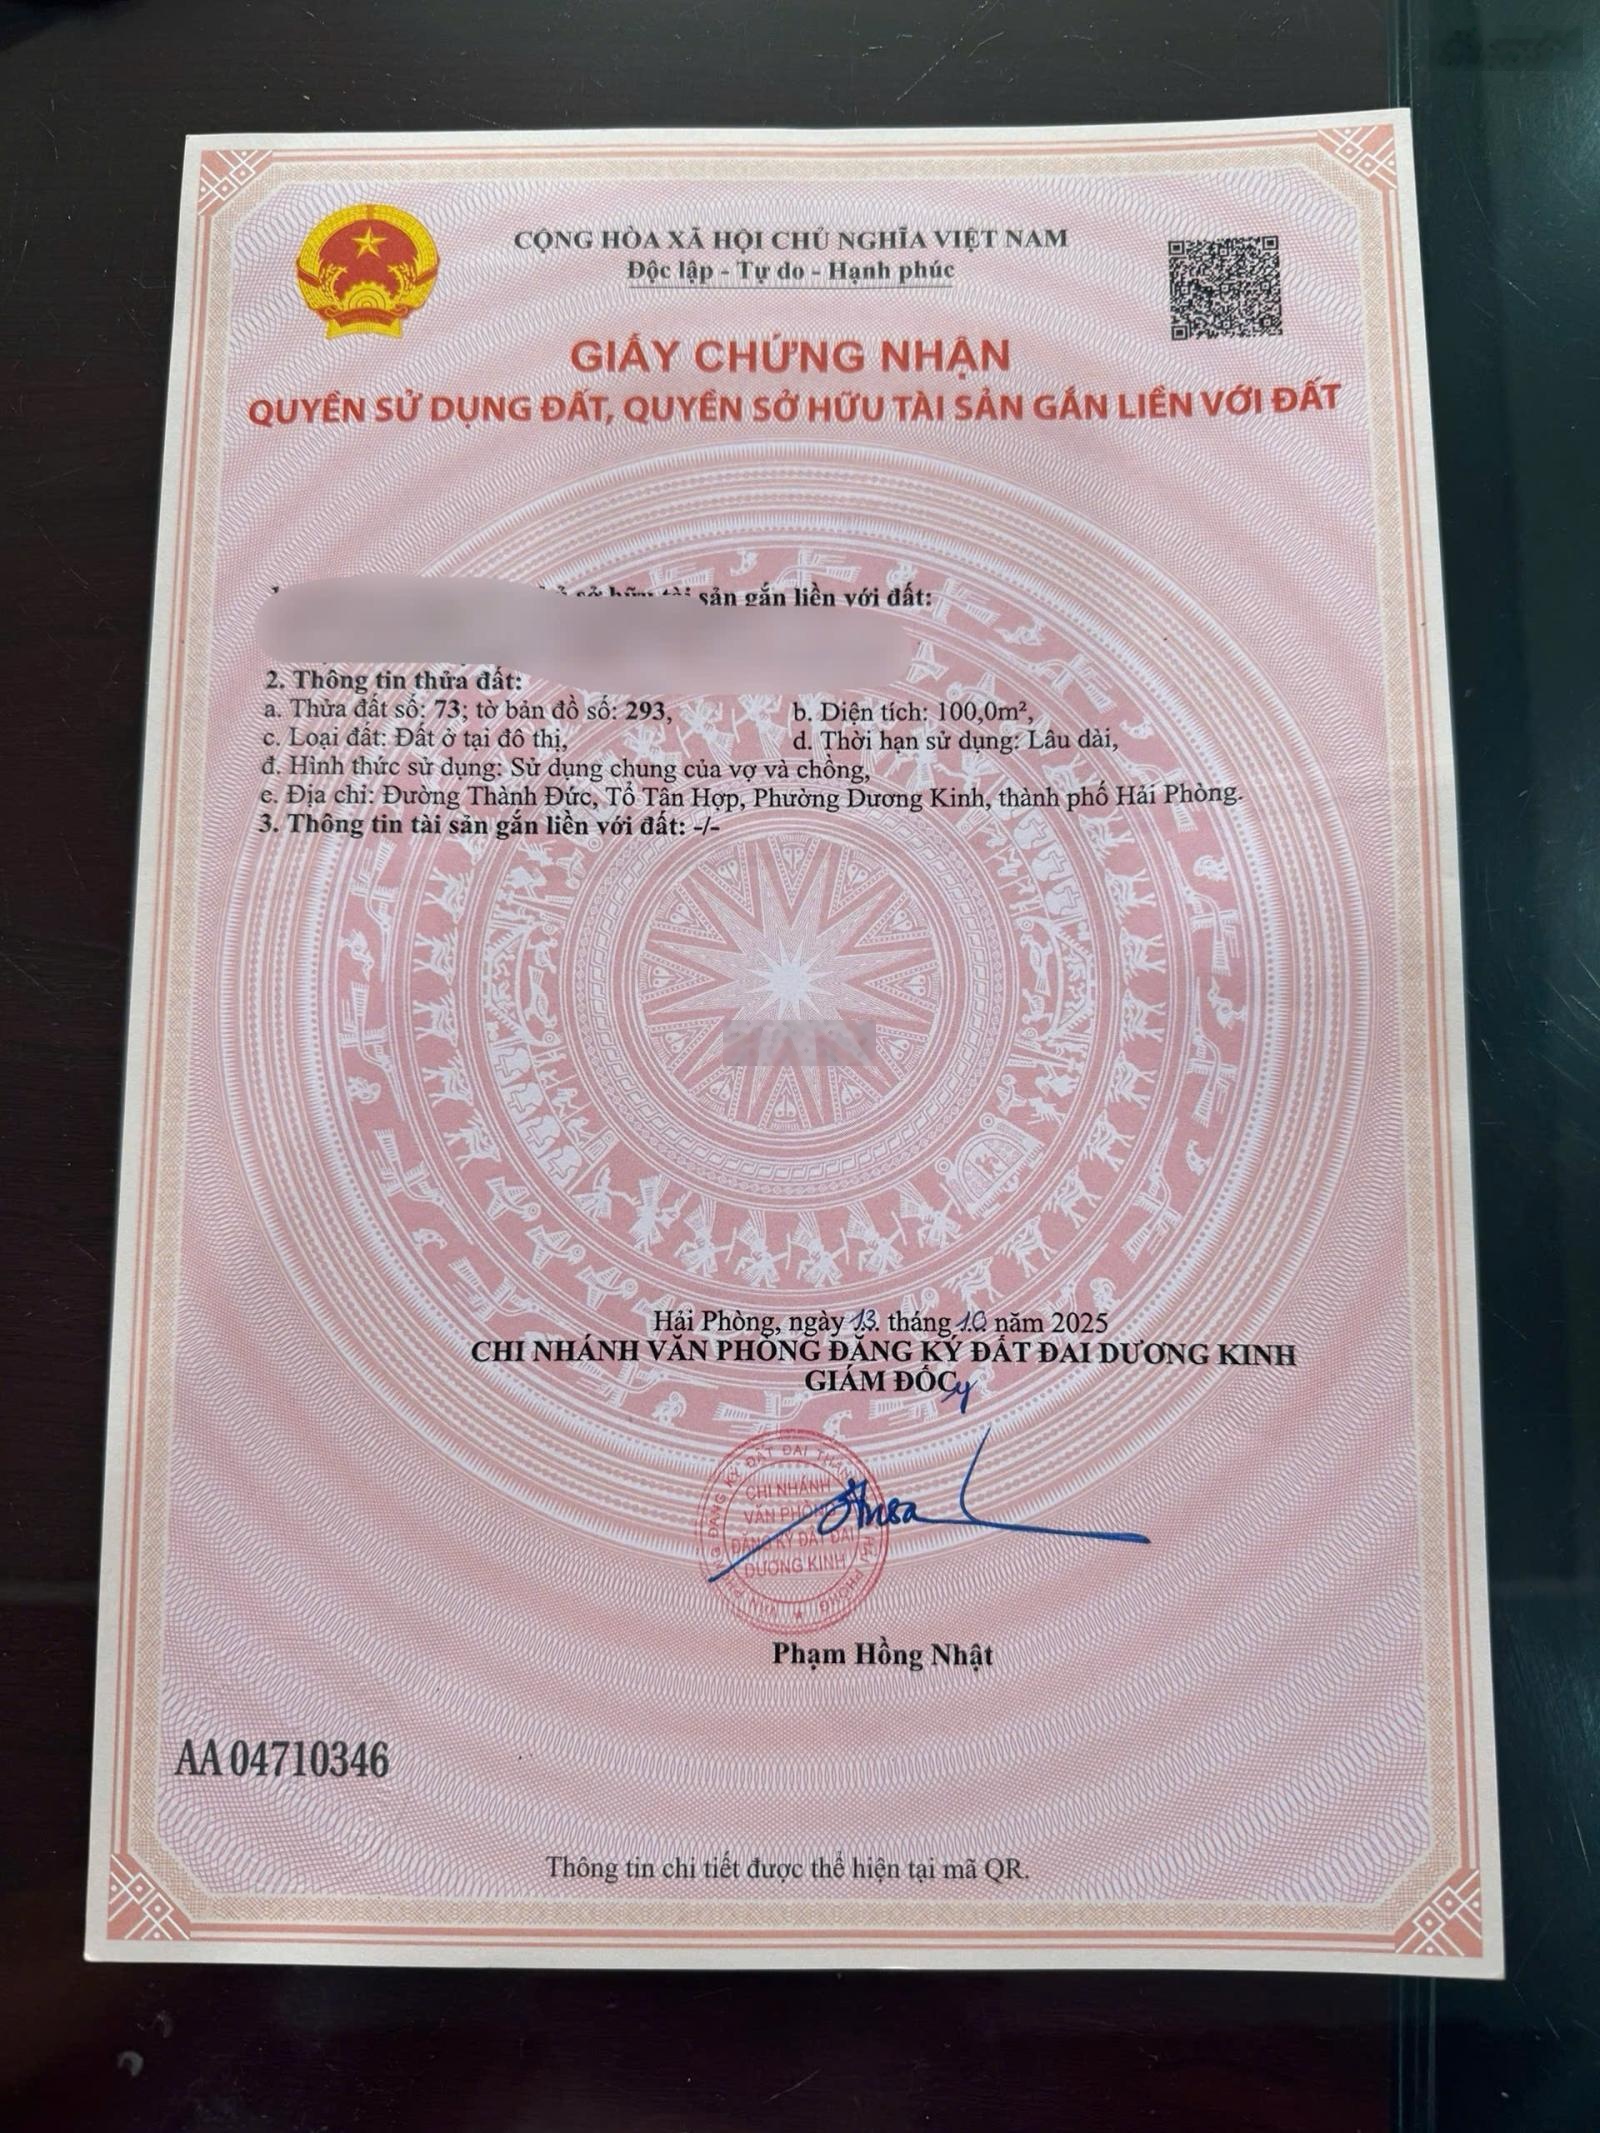 CỘNG HÒA XÃ HỘI CHỦ NGHĨA VIỆT NAM
Độc lập - Tự do - Hạnh phúc
GIẤY CHỨNG NHẬN
QUYỀN SỬ DỤNG ĐẤT, QUYỀN SỞ HỮU TÀI SẢN GẮN LIỀN VỚI ĐẤT
sở hữu tài sản gắn liền với đất:
2. Thông tin thửa đất:
a. Thửa đất số: 73; tờ bản đồ số: 293, b. Diện tích: 100,0m²,
c. Loại đất: Đất ở tại đô thị, d. Thời hạn sử dụng: Lâu dài,
đ. Hình thức sử dụng: Sử dụng chung của vợ và chồng,
e. Địa chỉ: Đường Thành Đức, Tổ Tân Hợp, Phường Dương Kinh, thành phố Hải Phòng.
3. Thông tin tài sản gắn liền với đất: -/-
Hải Phòng, ngày 13 tháng 10 năm 2025
CHI NHÁNH VĂN PHÒNG ĐĂNG KÝ ĐẤT ĐAI DƯƠNG KINH
GIÁM ĐỐC
CHI NHÁNH
VĂN PHÒNG
ĐĂNG KÝ ĐẤT ĐAI
DƯƠNG KINH
Phạm Hồng Nhật
AA 04710346
Thông tin chi tiết được thể hiện tại mã QR.